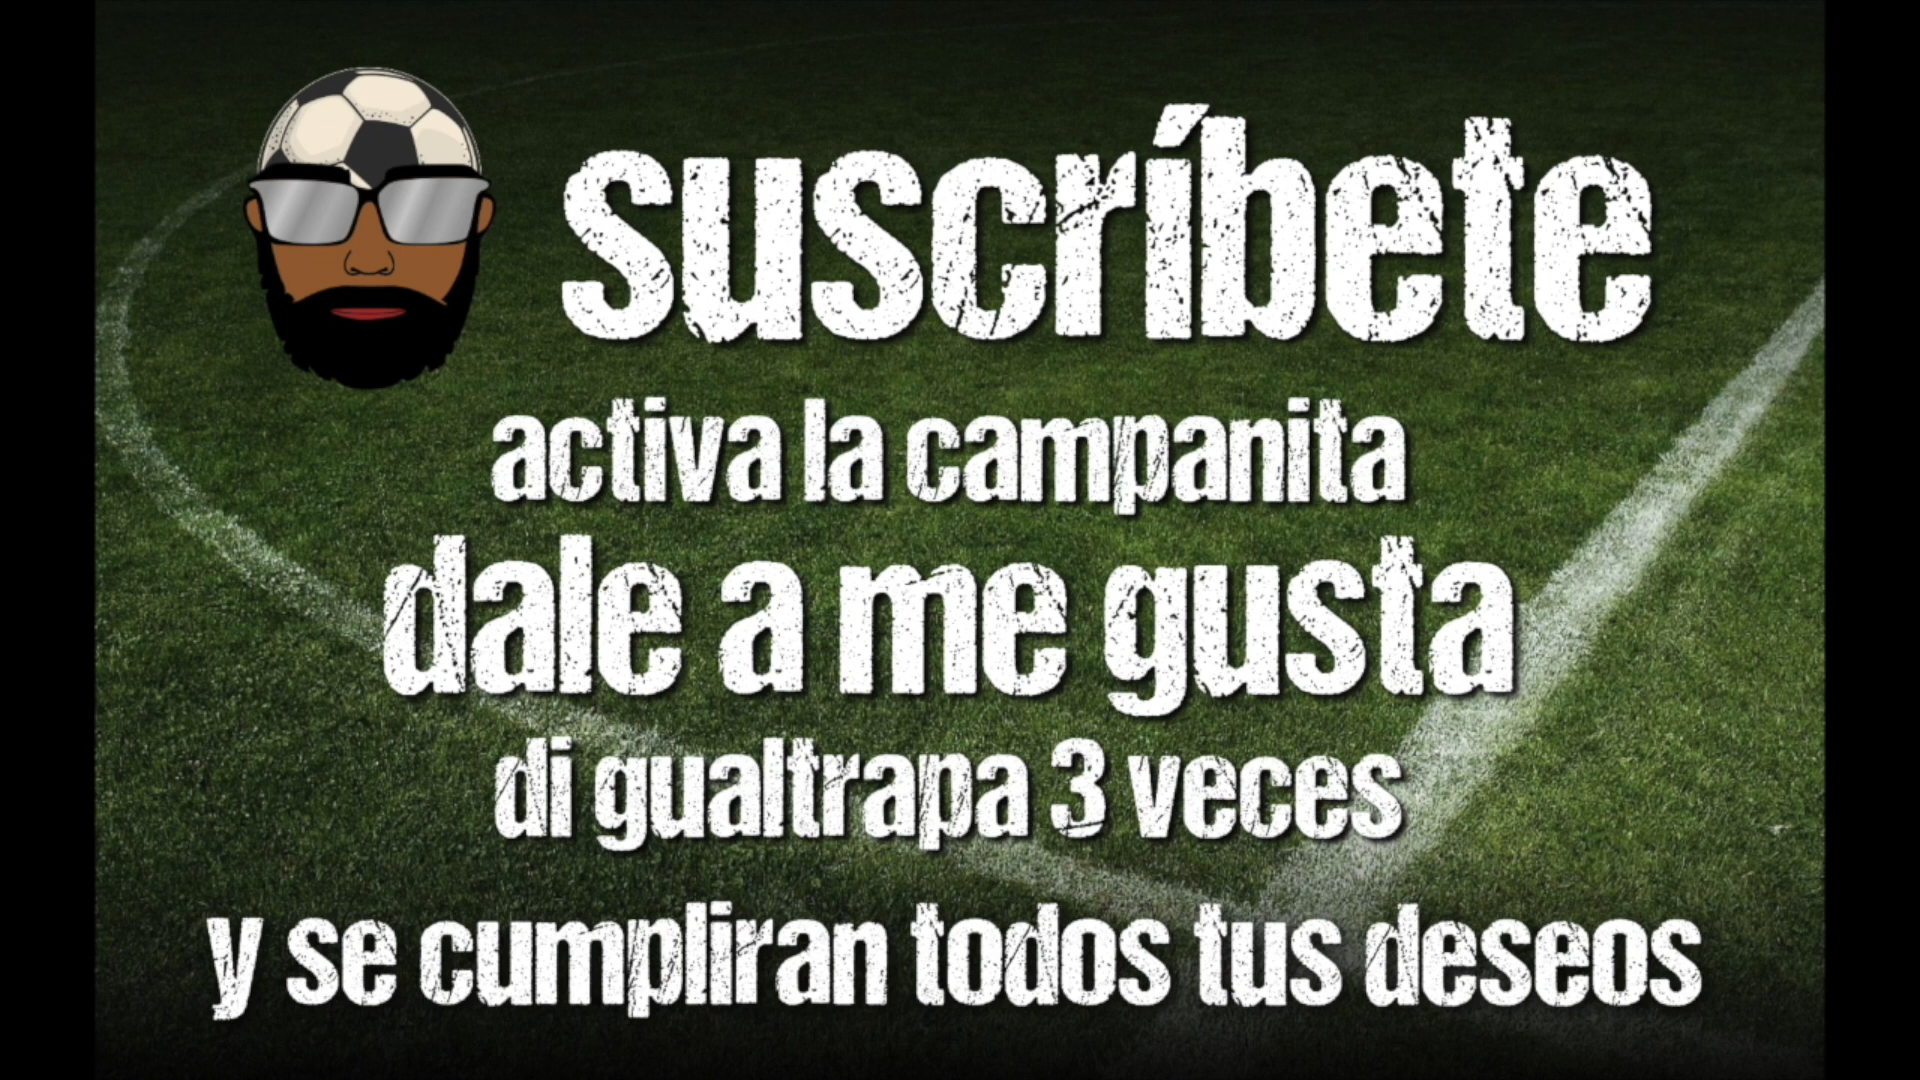 suscríbete
activa la campanita
dale a me gusta
di gualtrapa 3 veces
y se cumpliran todos tus deseos